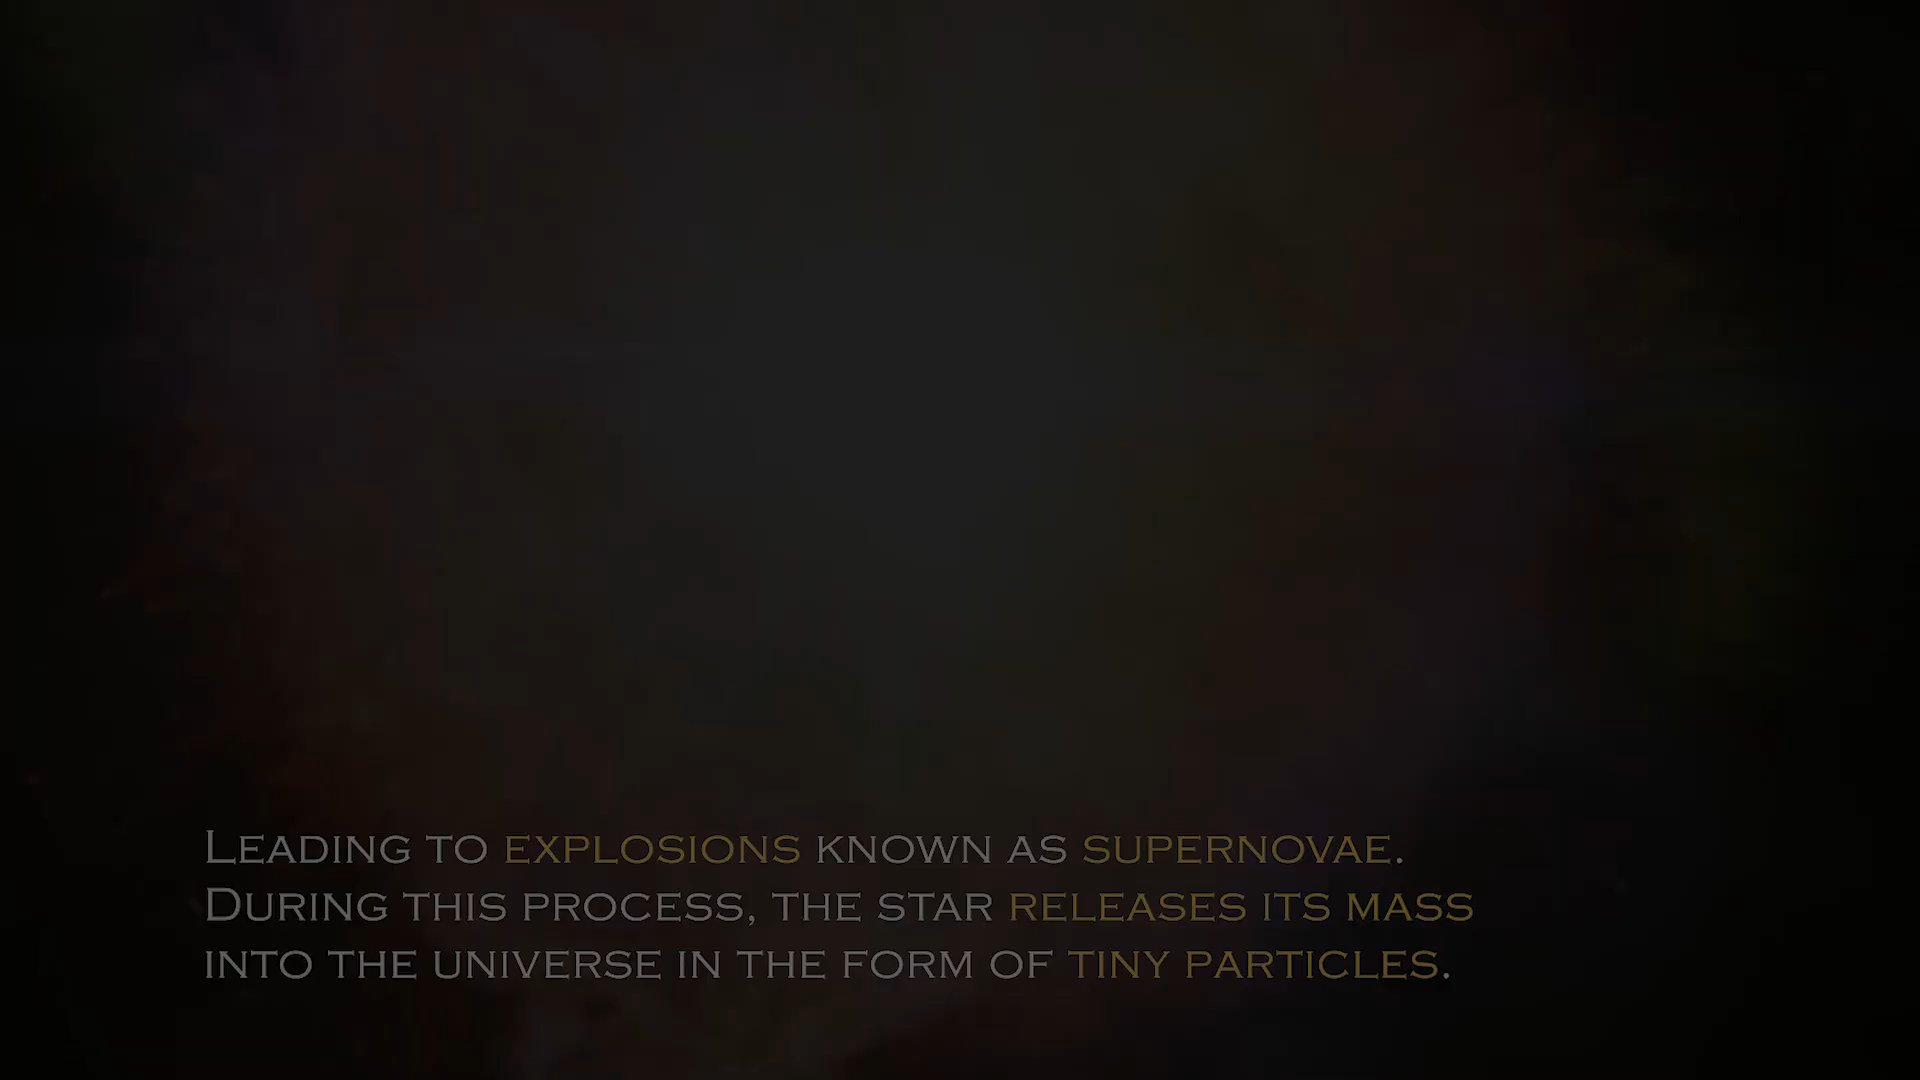 Leading to explosions known as supernovae.
During this process, the star releases its mass
into the universe in the form of tiny particles.